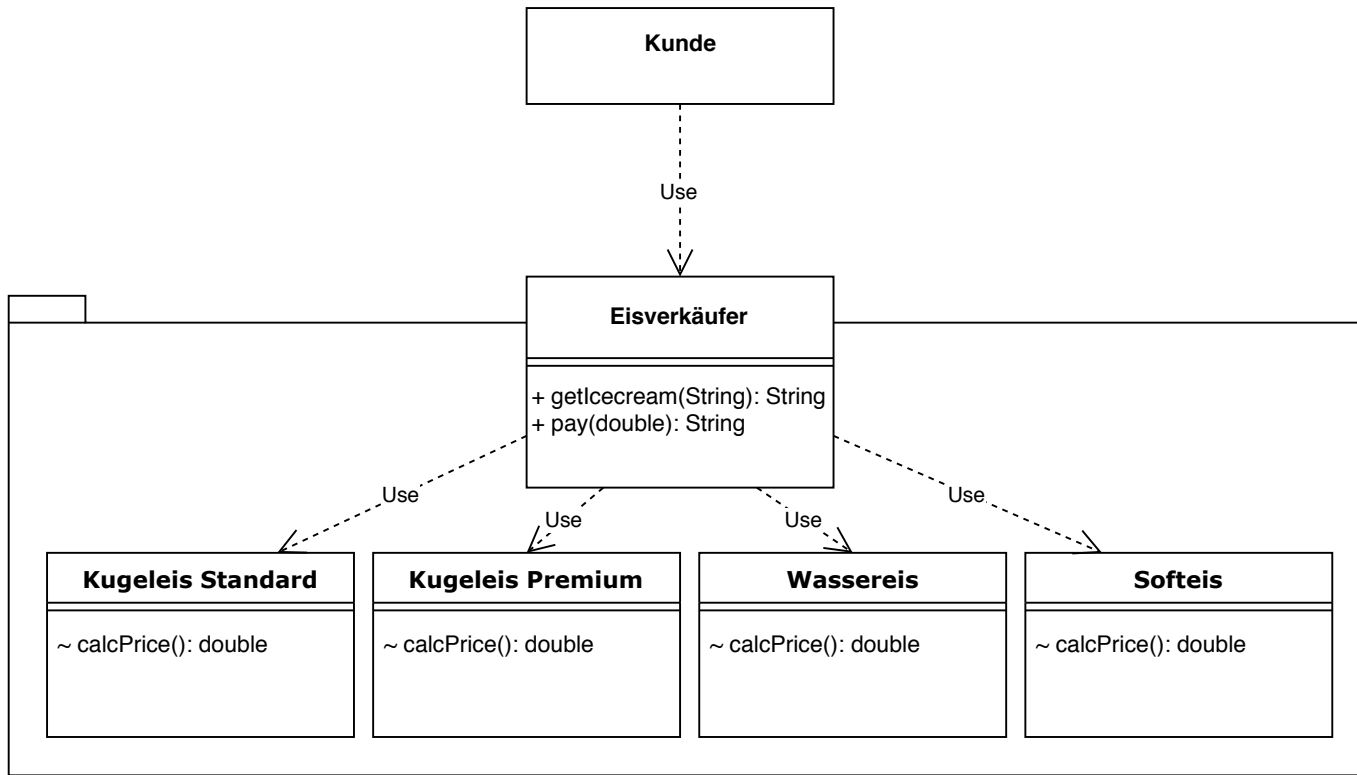 Kunde
Use
Eisverkäufer
+ getIcecream(String): String
+ pay(double): String
Use
Use
Use
Use
Kugeleis Standard
~ calcPrice(): double
Kugeleis Premium
~ calcPrice(): double
Wassereis
~ calcPrice(): double
Softeis
~ calcPrice(): double